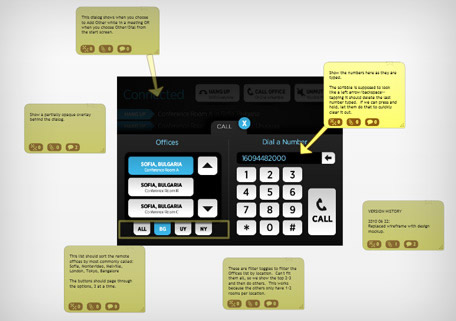 This dialog shows when you choose
to Add Other while in a meeting OR
when you choose Other/Dial from
the start screen.
Show a partially opaque overlay
behind the dialog.
Connected
HANG UP
CALL OFFICE
CALL
X
Offices
SOFIA, BULGARIA
Conference Room A
SOFIA, BULGARIA
Conference Room B
SOFIA, BULGARIA
Conference Room C
ALL
BG
UY
NY
Dial a Number
16094482000
1 2 3
4 5 6
7 8 9
* 0 #
CALL
Show the numbers here as they are
typed.
The scribble is supposed to look
like a left arrow/backspace--
tapping it should delete the last
number typed. If we can press and
hold, let them do that to quickly
clear it out.
VERSION HISTORY
2010 06 22:
Replaced wireframe with design
mockup.
This list should sort the remote
offices by most commonly called:
Sofia, Montevideo, Melville,
London, Tokyo, Bangalore
The buttons should page through
the options, 3 at a time.
These are filter toggles to filter the
Offices list by location. Can't fit
them all, so we show the top 2-3
and then do others. This works
because the others only have 1-2
rooms per location.